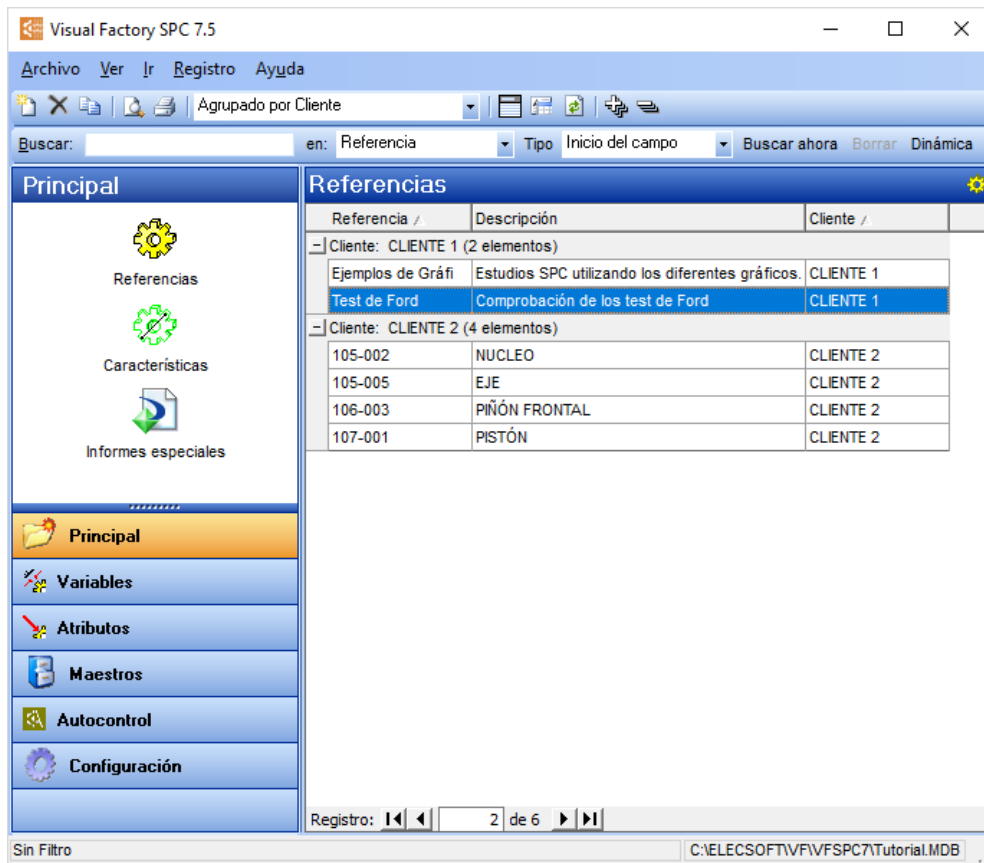 Visual Factory SPC 7.5
Archivo Ver Ir Registro Ayuda
Agrupado por Cliente
Buscar: en: Referencia Tipo Inicio del campo Buscar ahora Borrar Dinámica
Principal
Referencias
Características
Informes especiales
Principal
Variables
Atributos
Maestros
Autocontrol
Configuración
Referencias
Referencia Descripción Cliente
Cliente: CLIENTE 1 (2 elementos)
Ejemplos de Gráfi Estudios SPC utilizando los diferentes gráficos. CLIENTE 1
Test de Ford Comprobación de los test de Ford CLIENTE 1
Cliente: CLIENTE 2 (4 elementos)
105-002 NUCLEO CLIENTE 2
105-005 EJE CLIENTE 2
106-003 PIÑÓN FRONTAL CLIENTE 2
107-001 PISTÓN CLIENTE 2
Registro: 2 de 6
Sin Filtro C:\ELECSOFT\VF\VFSPC7\Tutorial.MDB